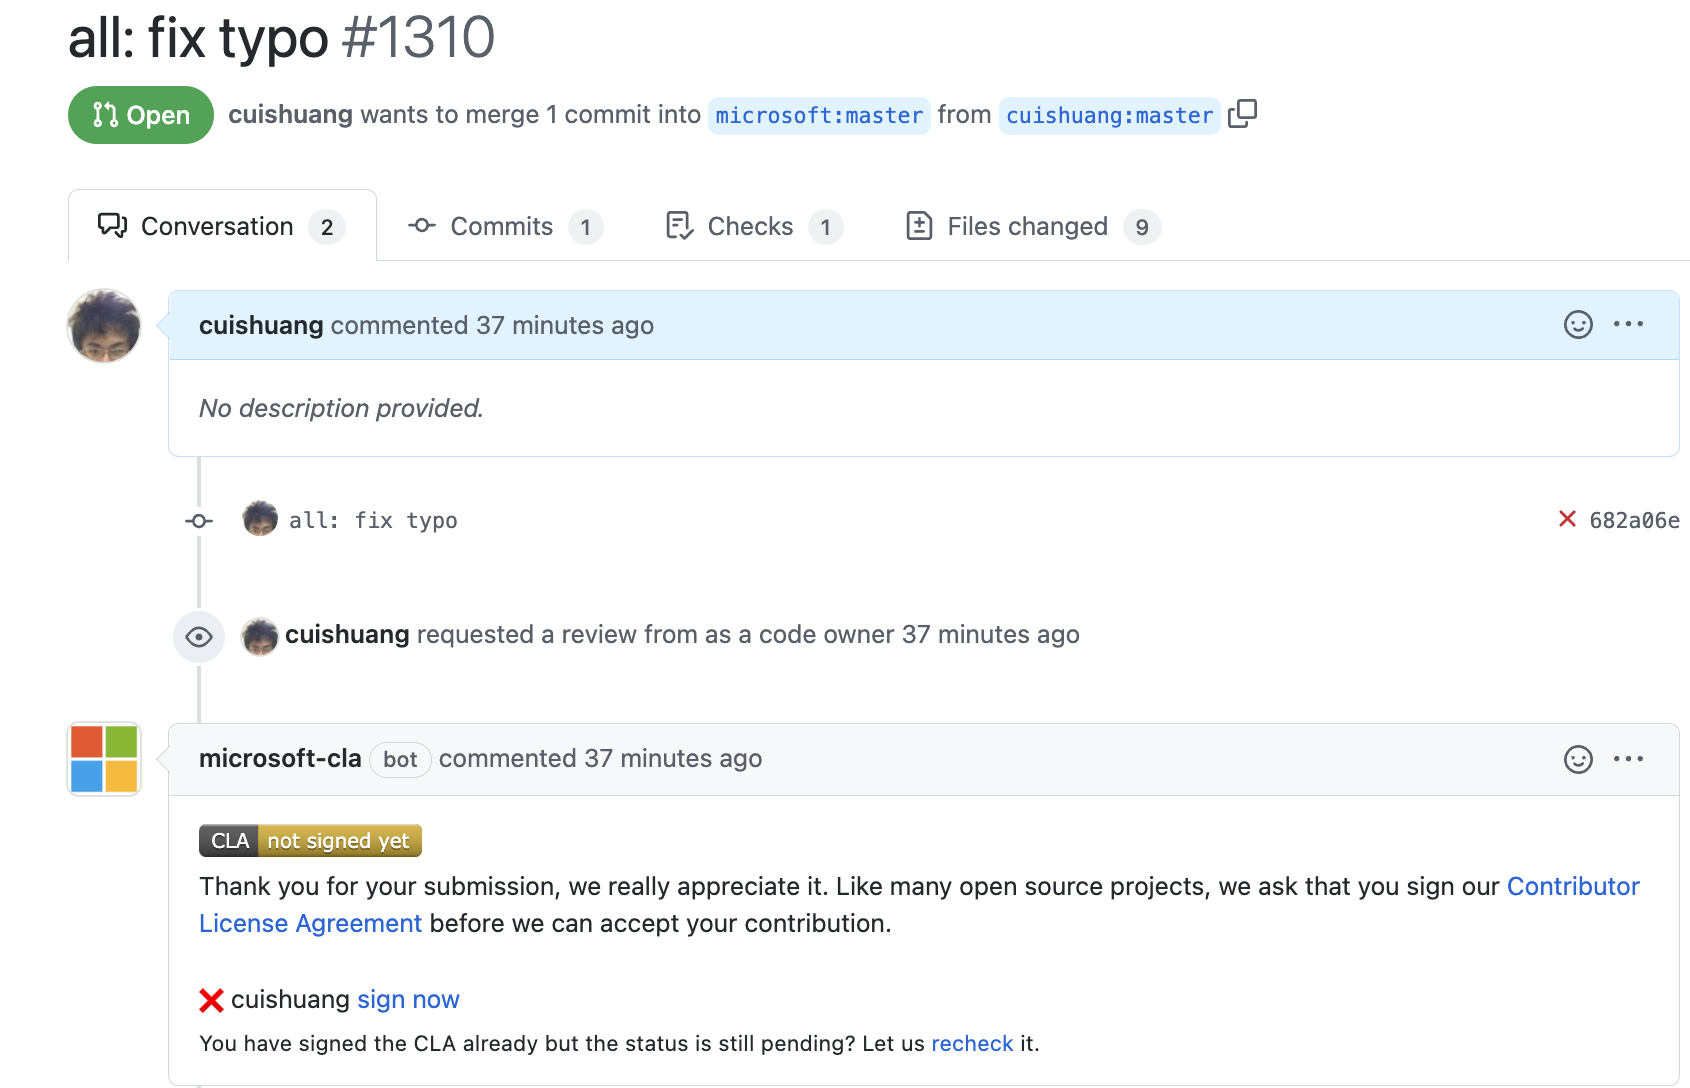 all: fix typo #1310
Open cuishuang wants to merge 1 commit into microsoft:master from cuishuang:master
Conversation 2 Commits 1 Checks 1 Files changed 9
cuishuang commented 37 minutes ago
No description provided.
all: fix typo 682a06e
cuishuang requested a review from as a code owner 37 minutes ago
microsoft-cla bot commented 37 minutes ago
CLA not signed yet
Thank you for your submission, we really appreciate it. Like many open source projects, we ask that you sign our Contributor
License Agreement before we can accept your contribution.
❌ cuishuang sign now
You have signed the CLA already but the status is still pending? Let us recheck it.